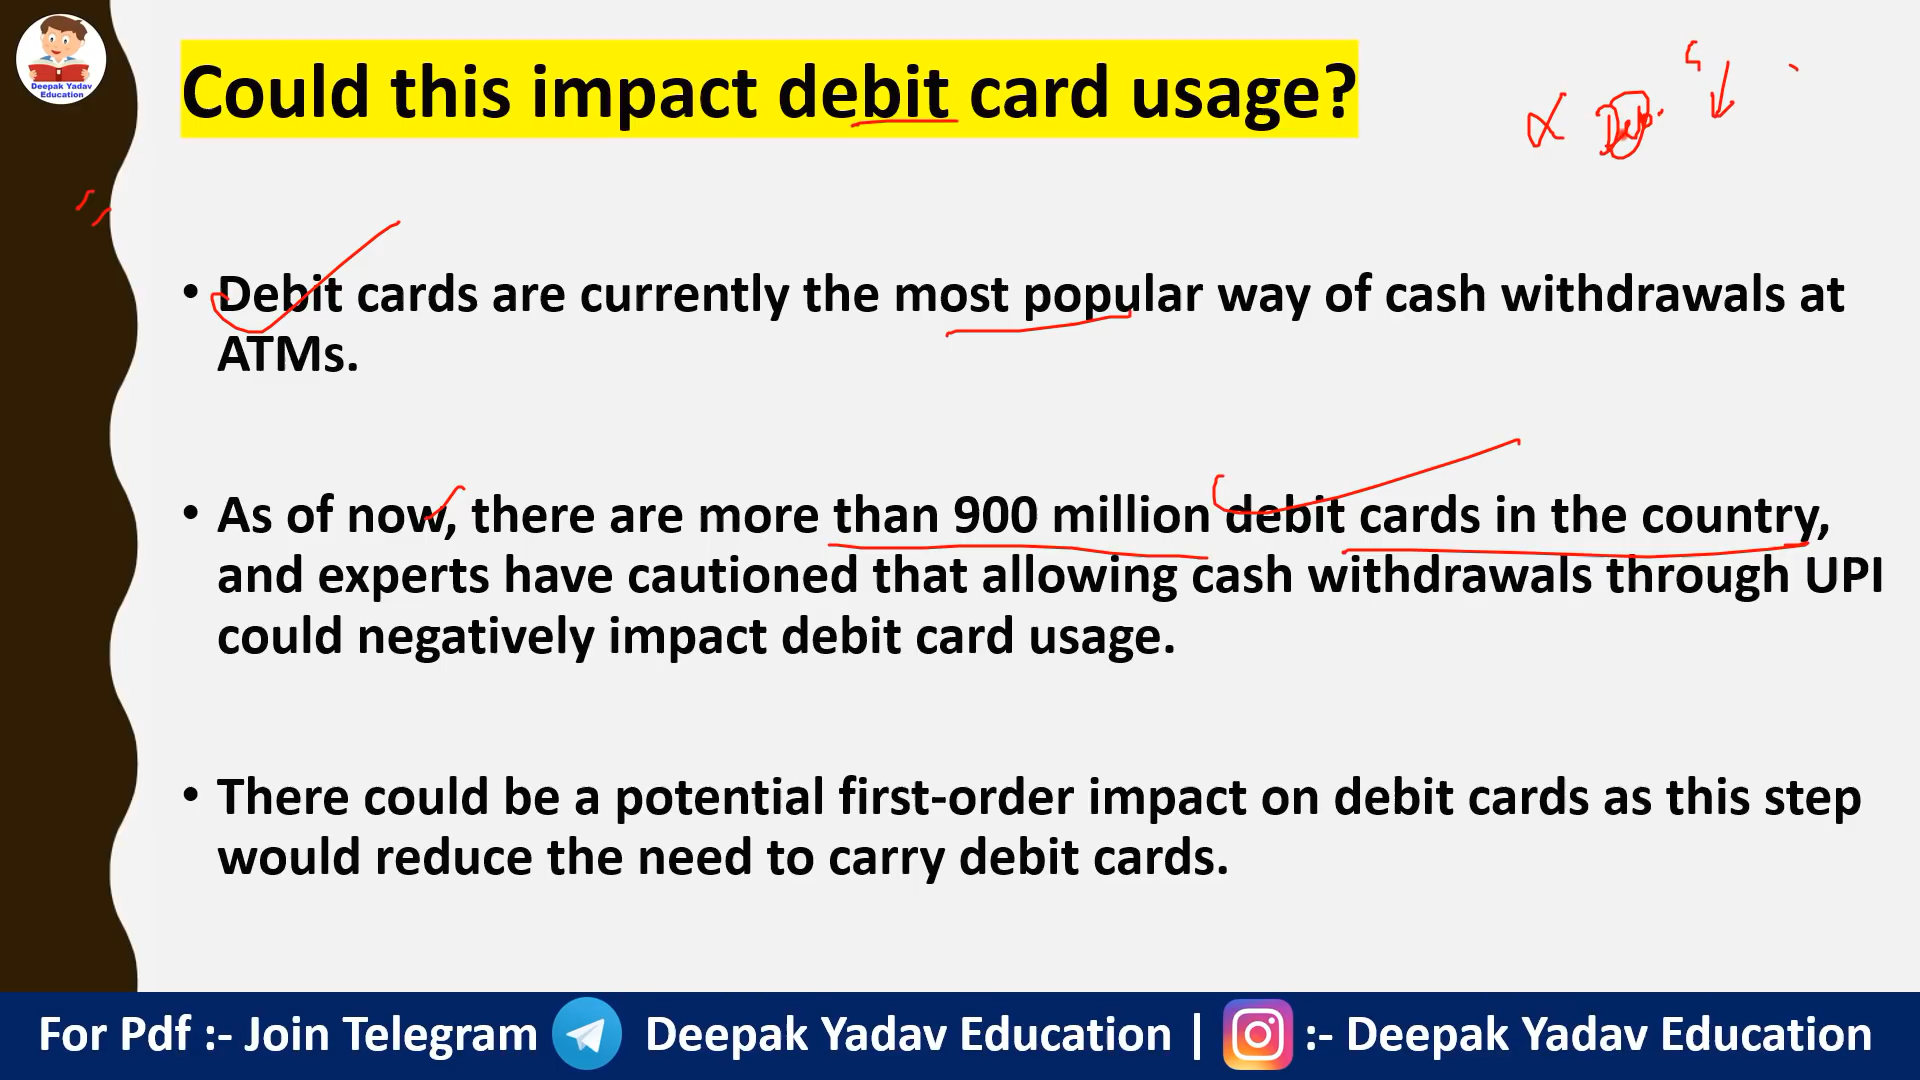 Deepak Yadav
Education
Could this impact debit card usage?
• Debit cards are currently the most popular way of cash withdrawals at
ATMs.
• As of now, there are more than 900 million debit cards in the country,
and experts have cautioned that allowing cash withdrawals through UPI
could negatively impact debit card usage.
• There could be a potential first-order impact on debit cards as this step
would reduce the need to carry debit cards.
For Pdf :- Join Telegram Deepak Yadav Education | :- Deepak Yadav Education